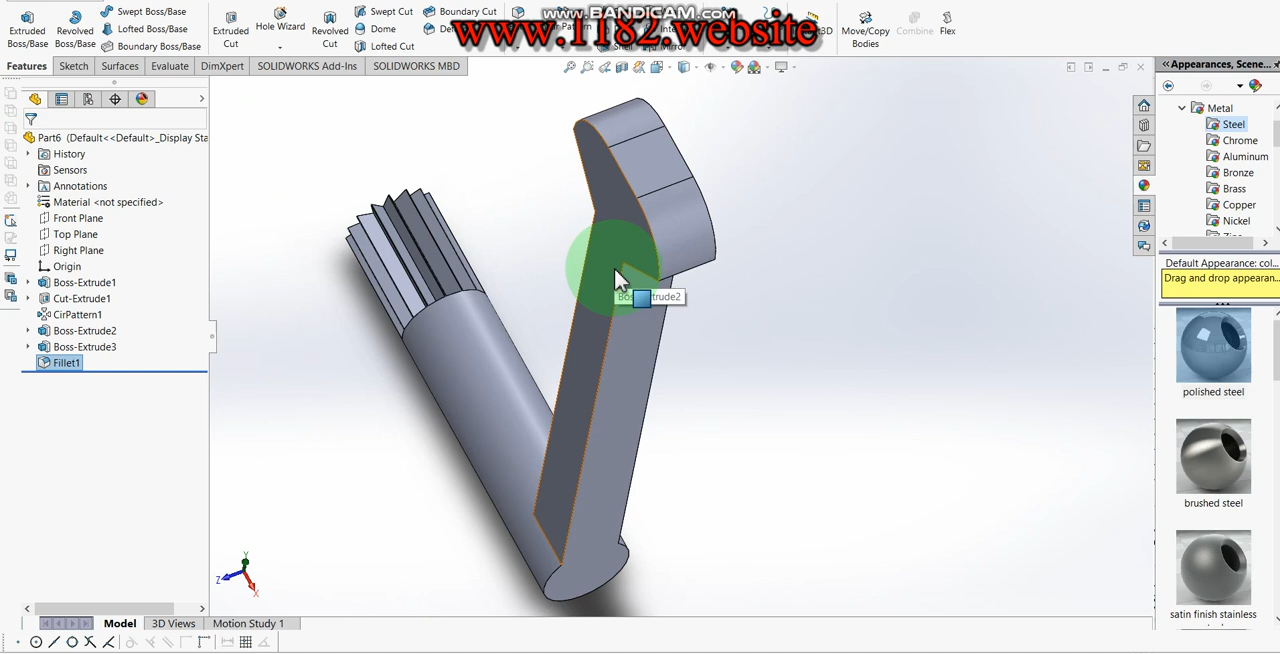 www.BANDICAM.com
www.1182.website
Extruded Boss/Base
Revolved Boss/Base
Swept Boss/Base
Lofted Boss/Base
Boundary Boss/Base
Extruded Cut
Hole Wizard
Revolved Cut
Swept Cut
Dome
Lofted Cut
Boundary Cut
Move/Copy Bodies
Combine
Flex
Features
Sketch
Surfaces
Evaluate
DimXpert
SOLIDWORKS Add-Ins
SOLIDWORKS MBD
Part6 (Default<<Default>_Display Sta
History
Sensors
Annotations
Material <not specified>
Front Plane
Top Plane
Right Plane
Origin
Boss-Extrude1
Cut-Extrude1
CirPattern1
Boss-Extrude2
Boss-Extrude3
Fillet1
Y
Z
X
Appearances, Scene...
Metal
Steel
Chrome
Aluminum
Bronze
Brass
Copper
Nickel
Default Appearance: col...
Drag and drop appearan...
polished steel
brushed steel
satin finish stainless
Model
3D Views
Motion Study 1